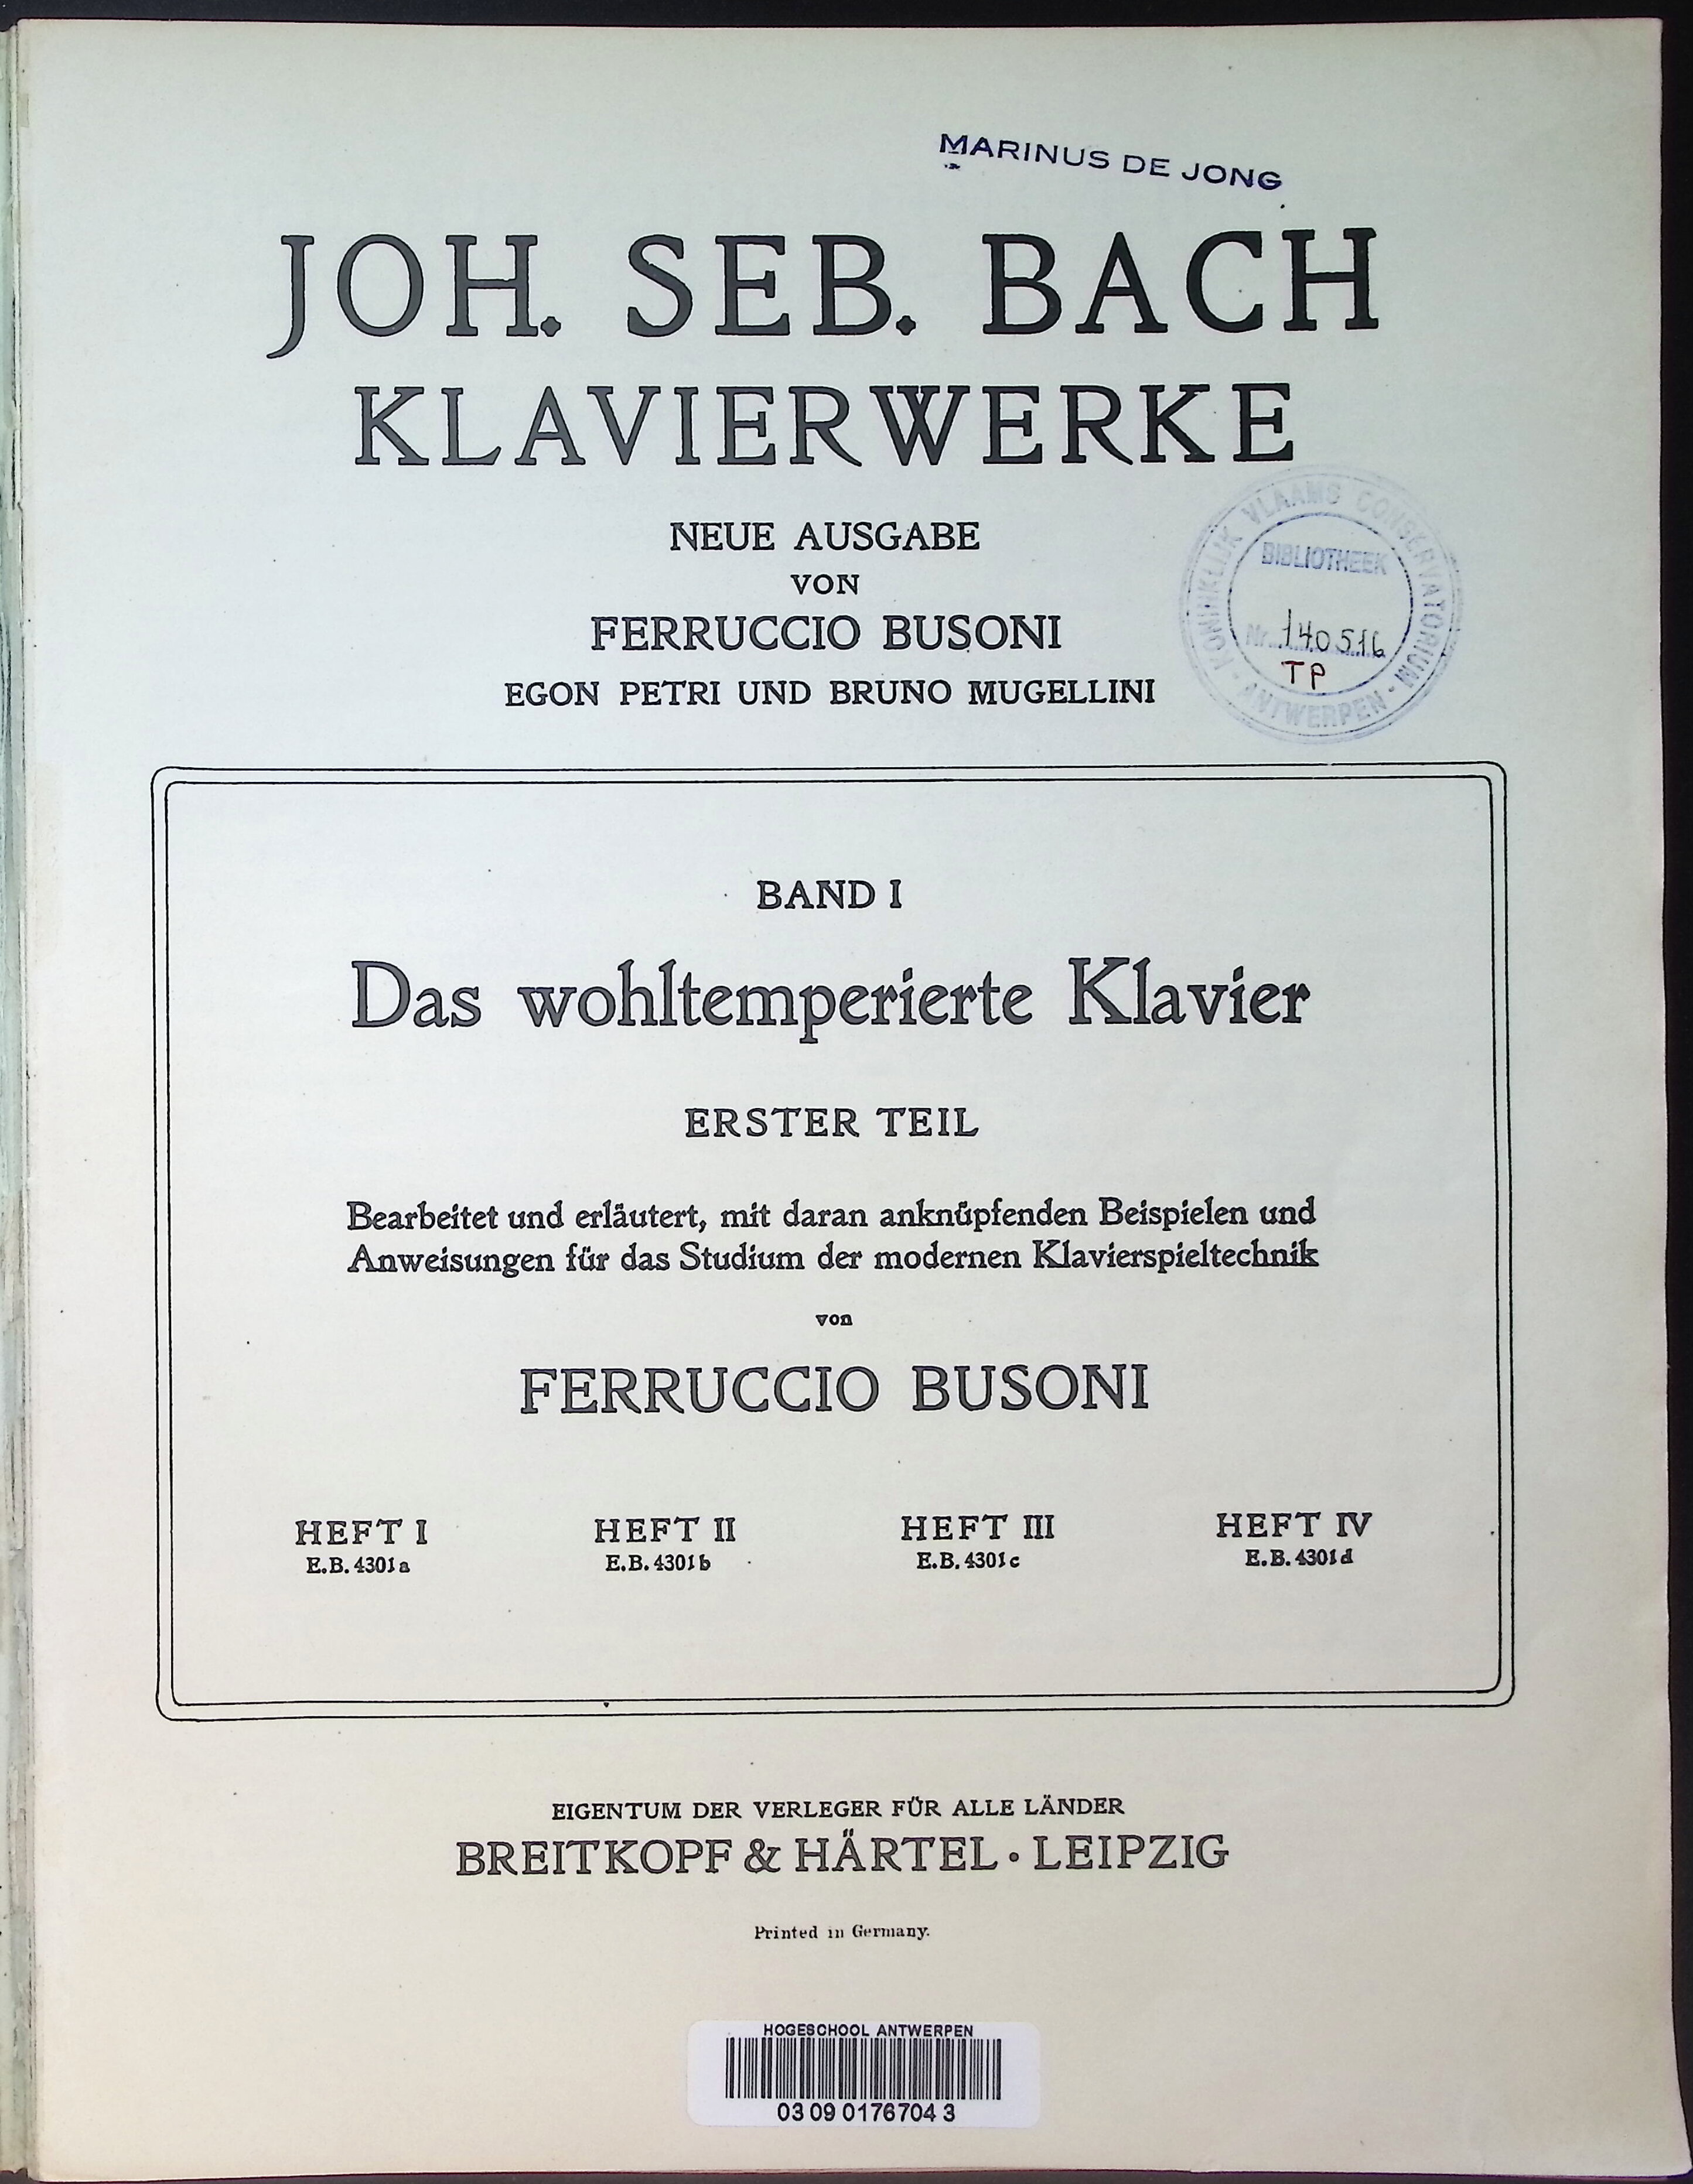 MARINUS DE JONG
JOH. SEB. BACH
KLAVIERWERKE
NEUE AUSGABE
VON
FERRUCCIO BUSONI
EGON PETRI UND BRUNO MUGELLINI
KONINKLIJK VLAAMS CONSERVATORIUM
- ANTWERPEN -
BIBLIOTHEEK
Nr. 140516
TP
BAND I
Das wohltemperierte Klavier
ERSTER TEIL
Bearbeitet und erläutert, mit daran anknüpfenden Beispielen und
Anweisungen für das Studium der modernen Klavierspieltechnik
von
FERRUCCIO BUSONI
HEFT I HEFT II HEFT III HEFT IV
E.B. 4301a E.B. 4301b E.B. 4301c E.B. 4301d
EIGENTUM DER VERLEGER FÜR ALLE LÄNDER
BREITKOPF & HÄRTEL · LEIPZIG
Printed in Germany.
HOGESCHOOL ANTWERPEN
03 09 0176704 3